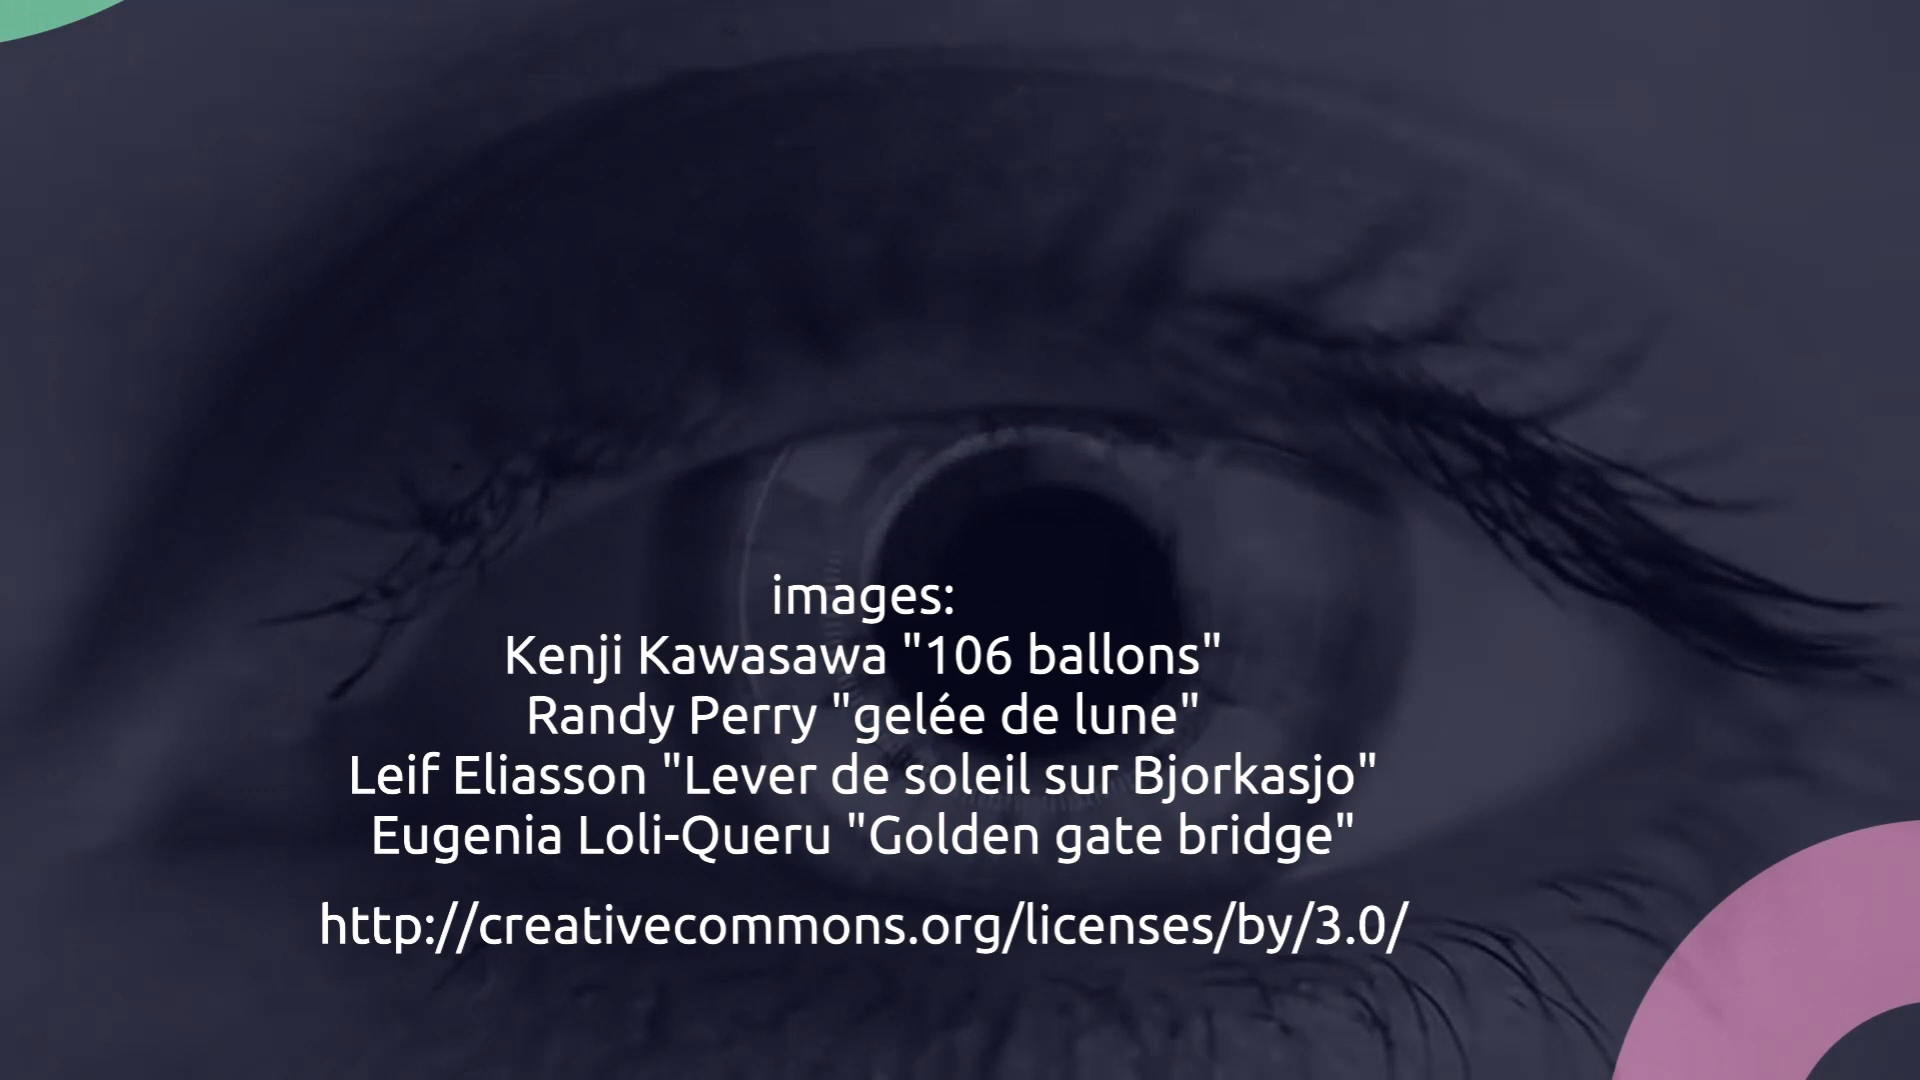 images:
Kenji Kawasawa "106 ballons"
Randy Perry "gelée de lune"
Leif Eliasson "Lever de soleil sur Bjorkasjo"
Eugenia Loli-Queru "Golden gate bridge"
http://creativecommons.org/licenses/by/3.0/